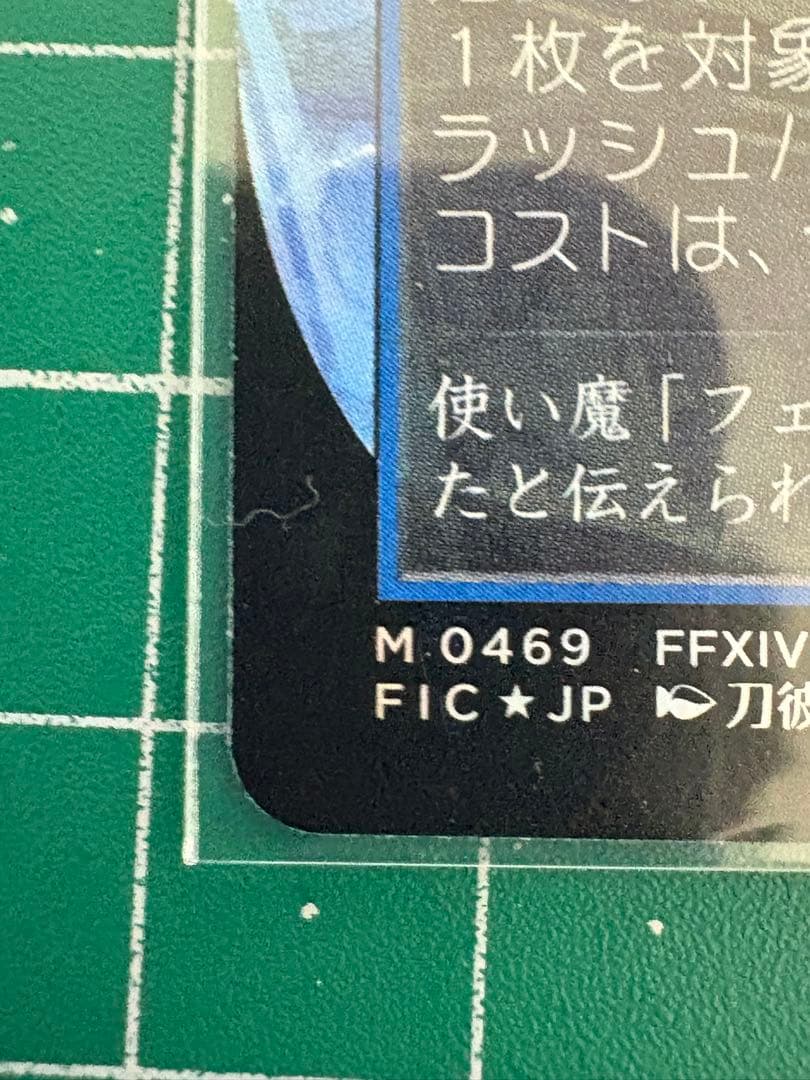 1枚を対象
ラッシュ
コストは、
使い魔「フェ
たと伝えられ
M 0469 FFXIV
FIC★JP 刀彼